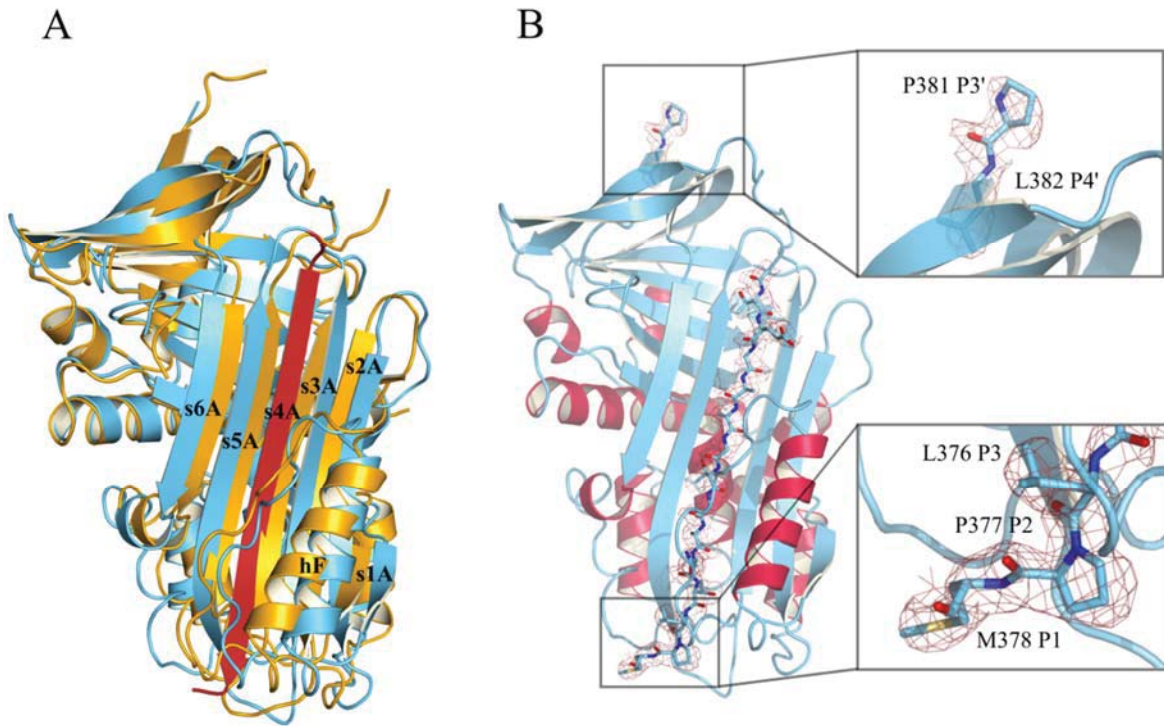 A
B
P381 P3'
L382 P4'
s3A
s2A
s6A
s4A
s5A
L376 P3
P377 P2
hF
s1A
M378 P1